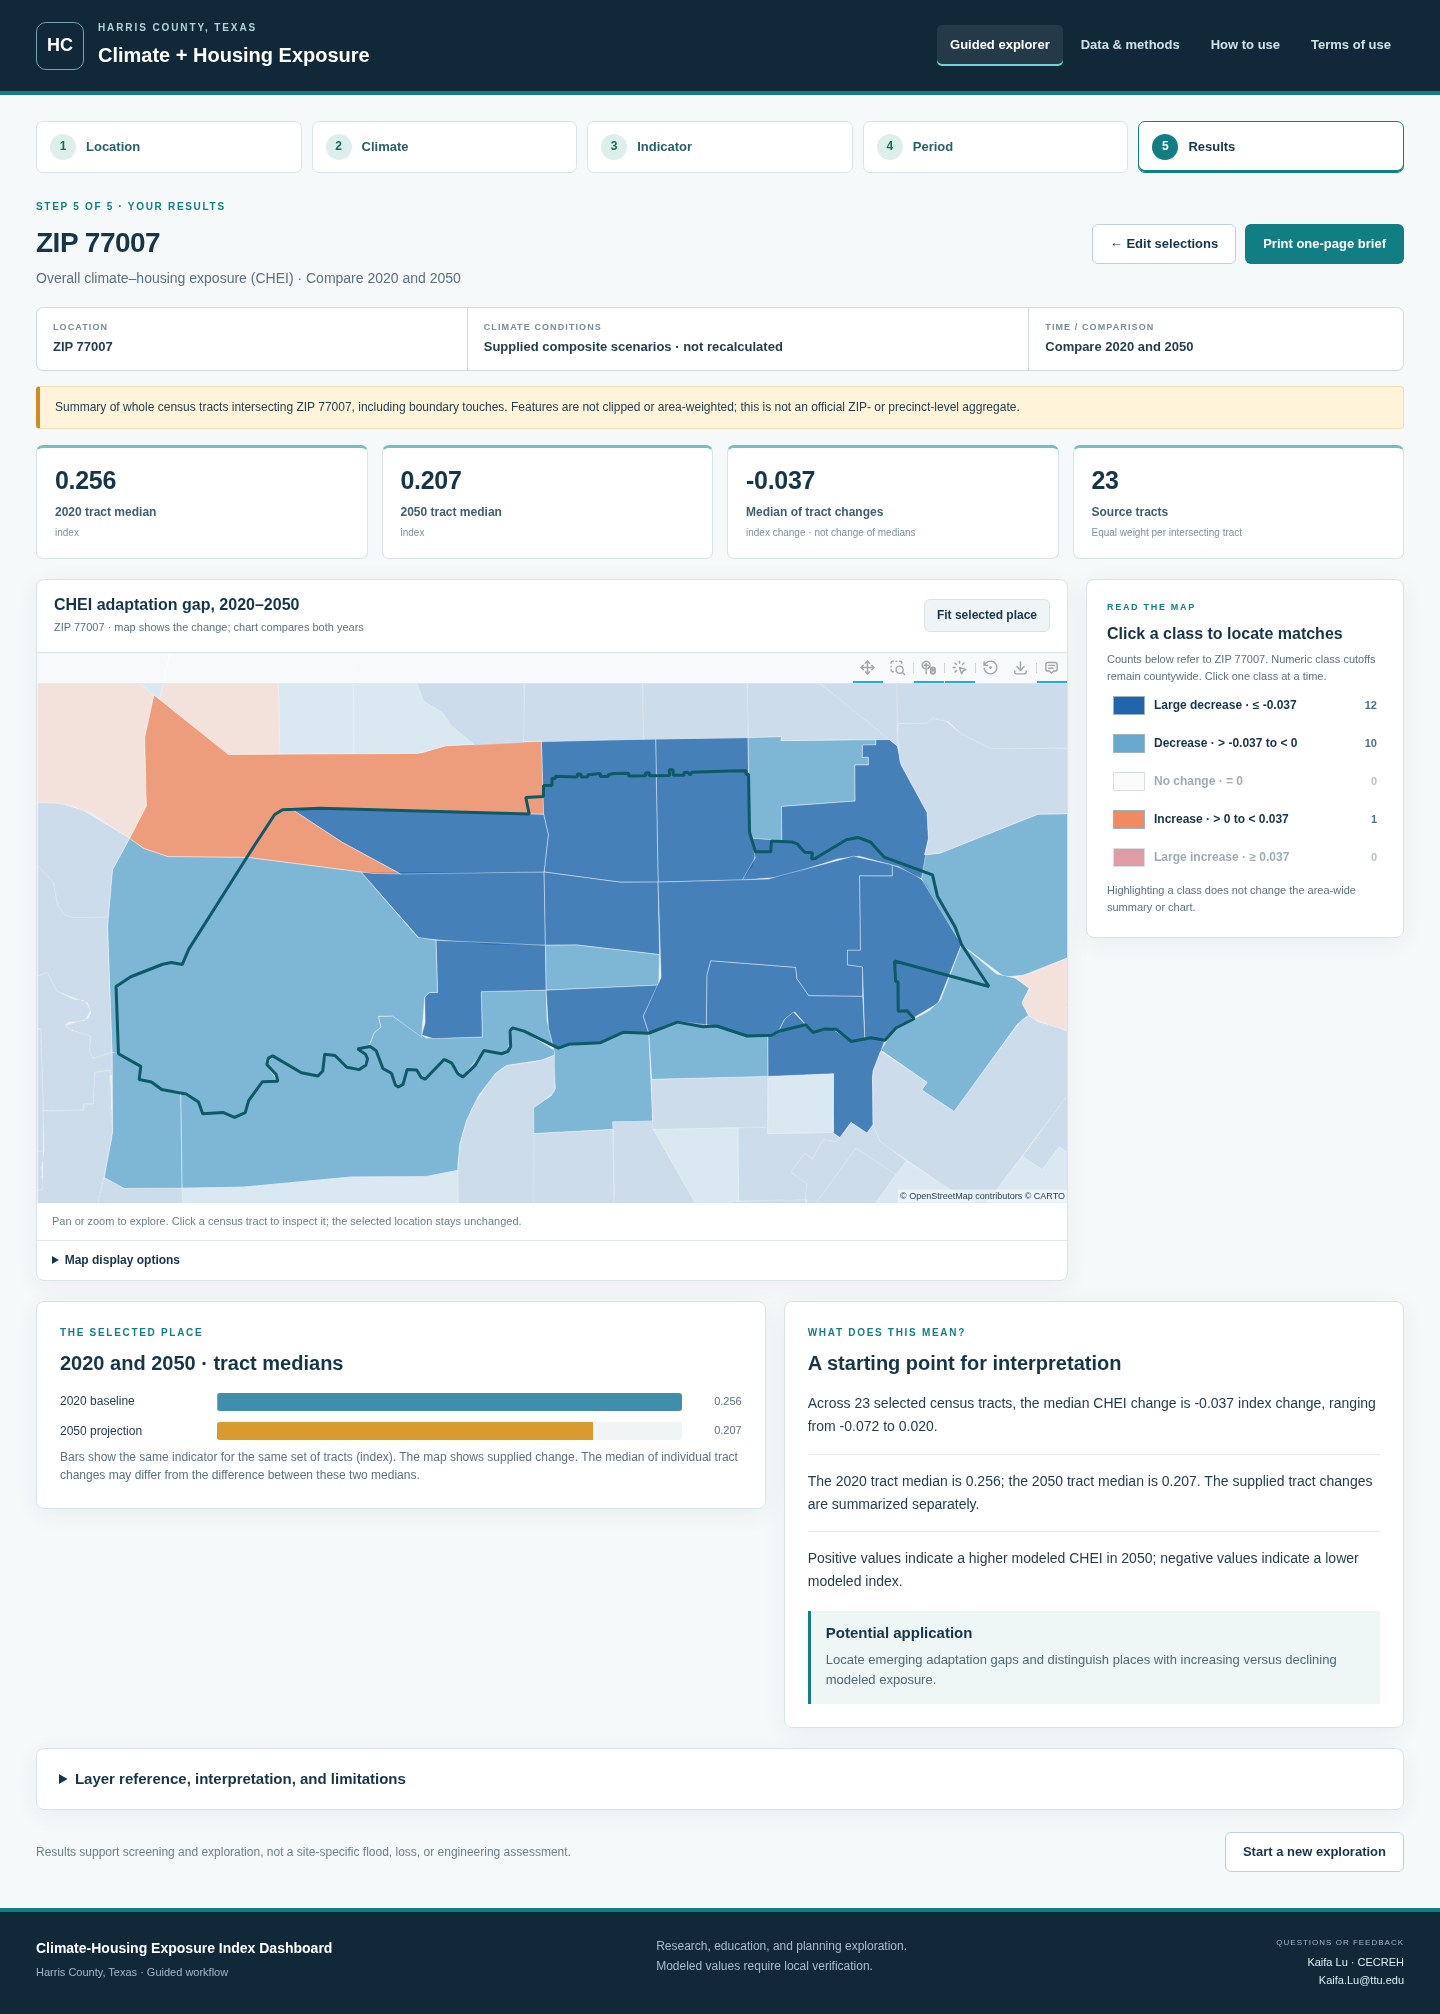 HC
HARRIS COUNTY, TEXAS
Climate + Housing Exposure
Guided explorer
Data & methods
How to use
Terms of use
1 Location
2 Climate
3 Indicator
4 Period
5 Results
STEP 5 OF 5 · YOUR RESULTS
ZIP 77007
← Edit selections
Print one-page brief
Overall climate–housing exposure (CHEI) · Compare 2020 and 2050
LOCATION
ZIP 77007
CLIMATE CONDITIONS
Supplied composite scenarios · not recalculated
TIME / COMPARISON
Compare 2020 and 2050
Summary of whole census tracts intersecting ZIP 77007, including boundary touches. Features are not clipped or area-weighted; this is not an official ZIP- or precinct-level aggregate.
0.256
2020 tract median
index
0.207
2050 tract median
index
-0.037
Median of tract changes
index change · not change of medians
23
Source tracts
Equal weight per intersecting tract
CHEI adaptation gap, 2020–2050
ZIP 77007 · map shows the change; chart compares both years
Fit selected place
© OpenStreetMap contributors © CARTO
Pan or zoom to explore. Click a census tract to inspect it; the selected location stays unchanged.
Map display options
READ THE MAP
Click a class to locate matches
Counts below refer to ZIP 77007. Numeric class cutoffs
remain countywide. Click one class at a time.
Large decrease · ≤ -0.037 12
Decrease · > -0.037 to < 0 10
No change · = 0 0
Increase · > 0 to < 0.037 1
Large increase · ≥ 0.037 0
Highlighting a class does not change the area-wide
summary or chart.
THE SELECTED PLACE
2020 and 2050 · tract medians
2020 baseline 0.256
2050 projection 0.207
Bars show the same indicator for the same set of tracts (index). The map shows supplied change. The median of individual tract
changes may differ from the difference between these two medians.
WHAT DOES THIS MEAN?
A starting point for interpretation
Across 23 selected census tracts, the median CHEI change is -0.037 index change, ranging
from -0.072 to 0.020.
The 2020 tract median is 0.256; the 2050 tract median is 0.207. The supplied tract changes
are summarized separately.
Positive values indicate a higher modeled CHEI in 2050; negative values indicate a lower
modeled index.
Potential application
Locate emerging adaptation gaps and distinguish places with increasing versus declining
modeled exposure.
Layer reference, interpretation, and limitations
Results support screening and exploration, not a site-specific flood, loss, or engineering assessment.
Start a new exploration
Climate-Housing Exposure Index Dashboard
Harris County, Texas · Guided workflow
Research, education, and planning exploration.
Modeled values require local verification.
QUESTIONS OR FEEDBACK
Kaifa Lu · CECREH
Kaifa.Lu@ttu.edu